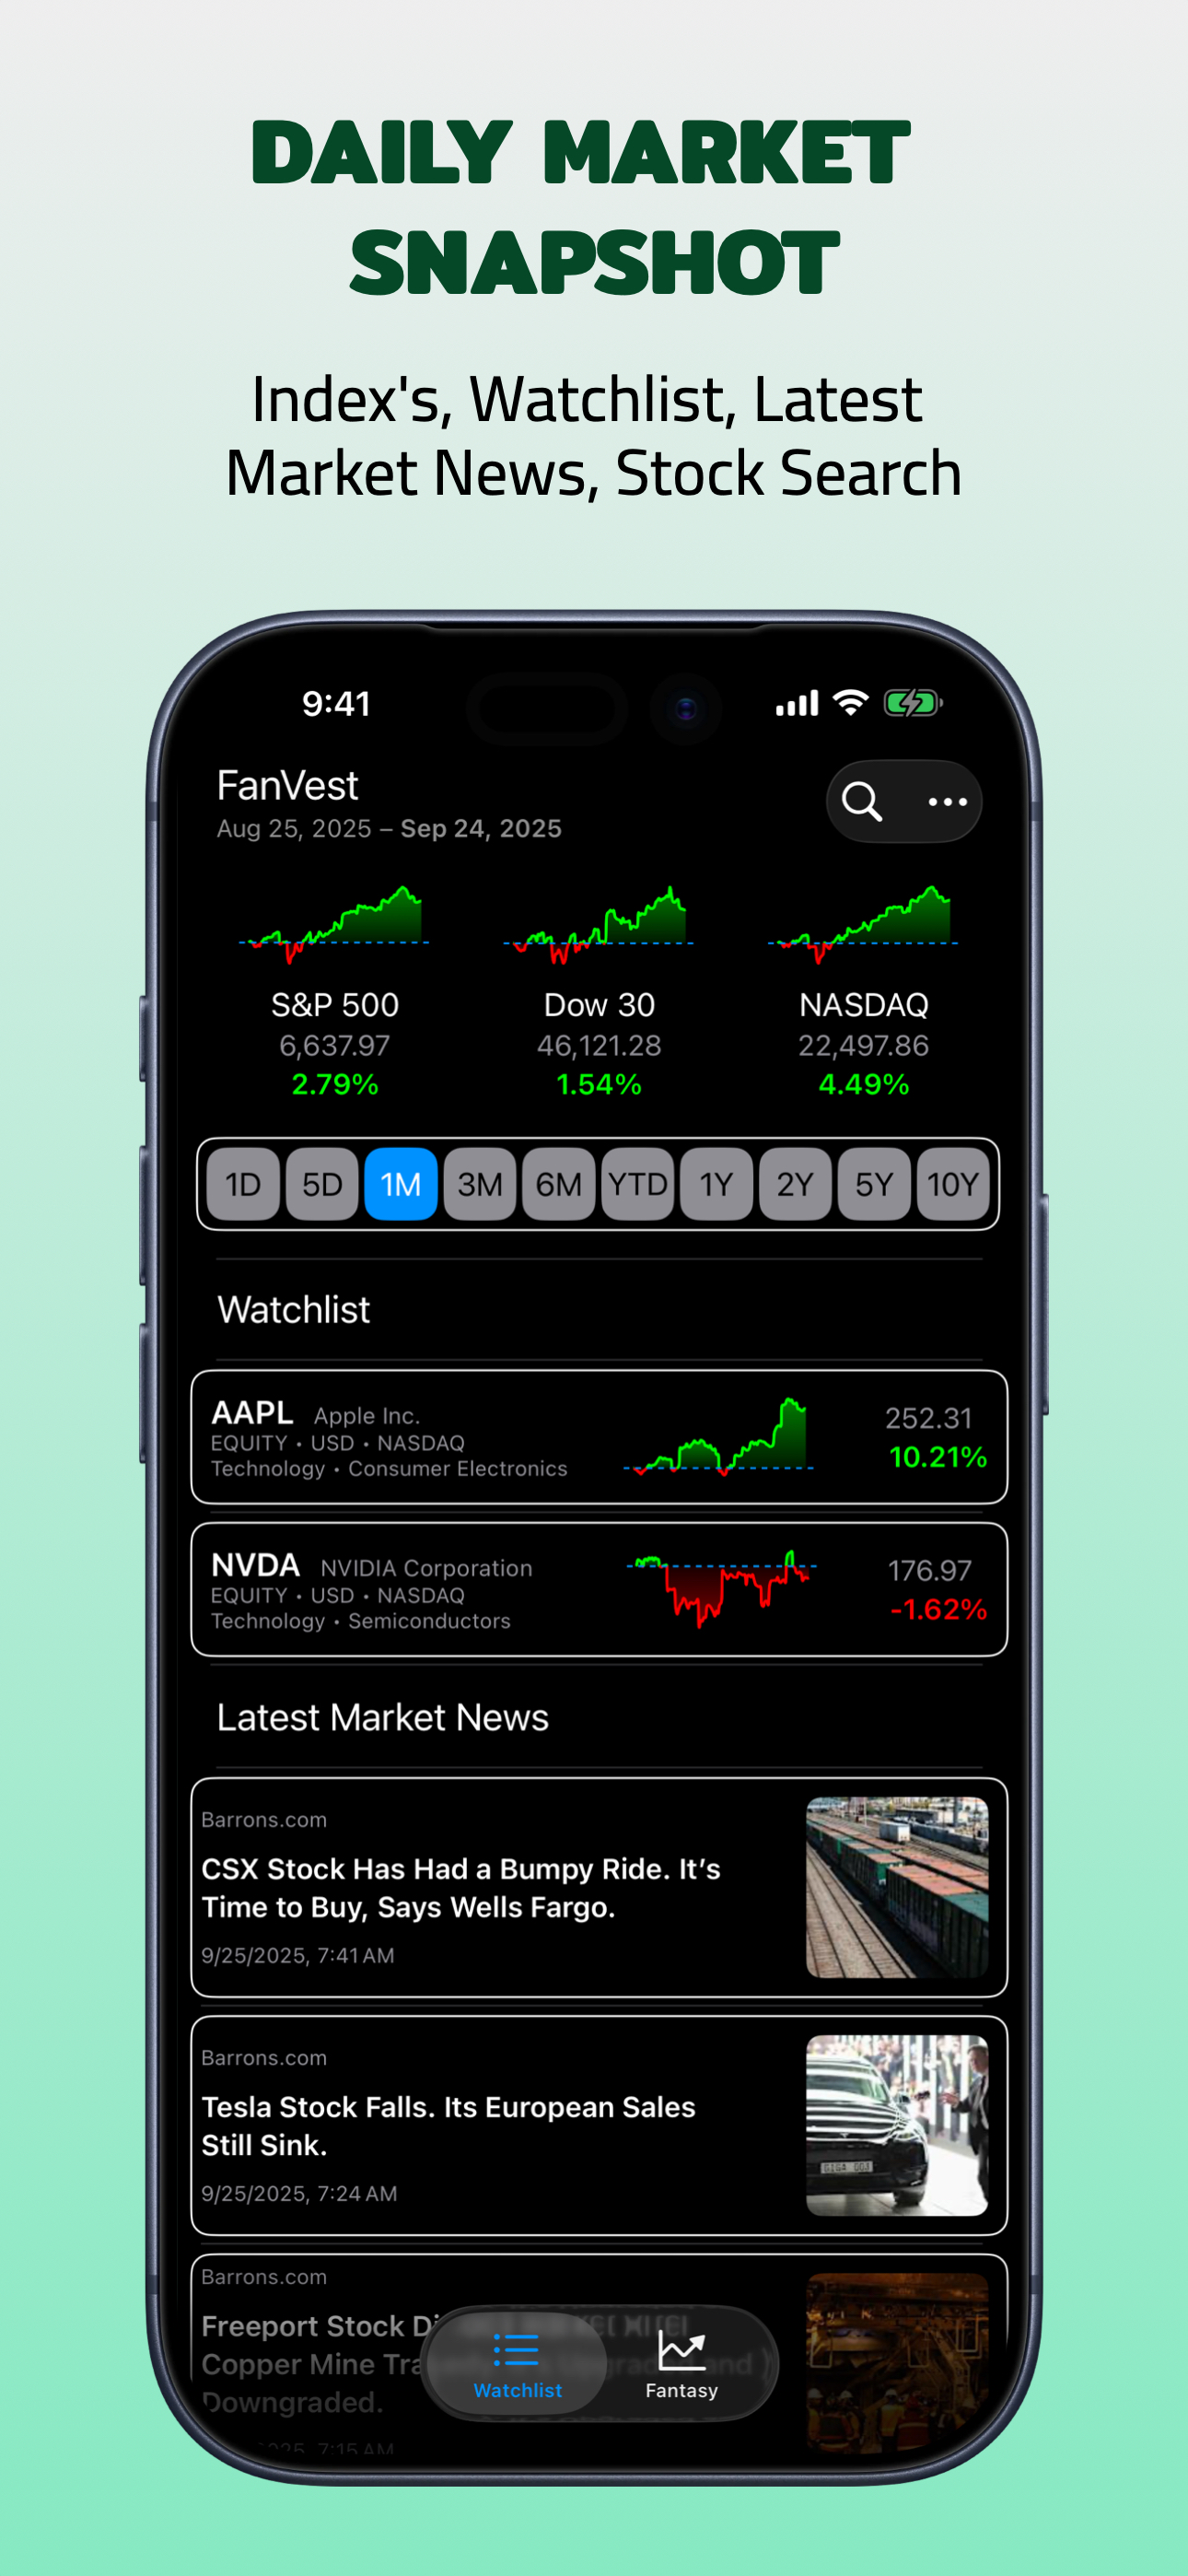 DAILY MARKET
SNAPSHOT
Index's, Watchlist, Latest
Market News, Stock Search
9:41
FanVest
Aug 25, 2025 – Sep 24, 2025
S&P 500
6,637.97
2.79%
Dow 30
46,121.28
1.54%
NASDAQ
22,497.86
4.49%
1D 5D 1M 3M 6M YTD 1Y 2Y 5Y 10Y
Watchlist
AAPL Apple Inc.
EQUITY • USD • NASDAQ
Technology • Consumer Electronics
252.31
10.21%
NVDA NVIDIA Corporation
EQUITY • USD • NASDAQ
Technology • Semiconductors
176.97
-1.62%
Latest Market News
Barrons.com
CSX Stock Has Had a Bumpy Ride. It’s
Time to Buy, Says Wells Fargo.
9/25/2025, 7:41 AM
Barrons.com
Tesla Stock Falls. Its European Sales
Still Sink.
9/25/2025, 7:24 AM
Barrons.com
Freeport Stock
Copper Mine
Downgraded.
7:15 AM
Watchlist
Fantasy